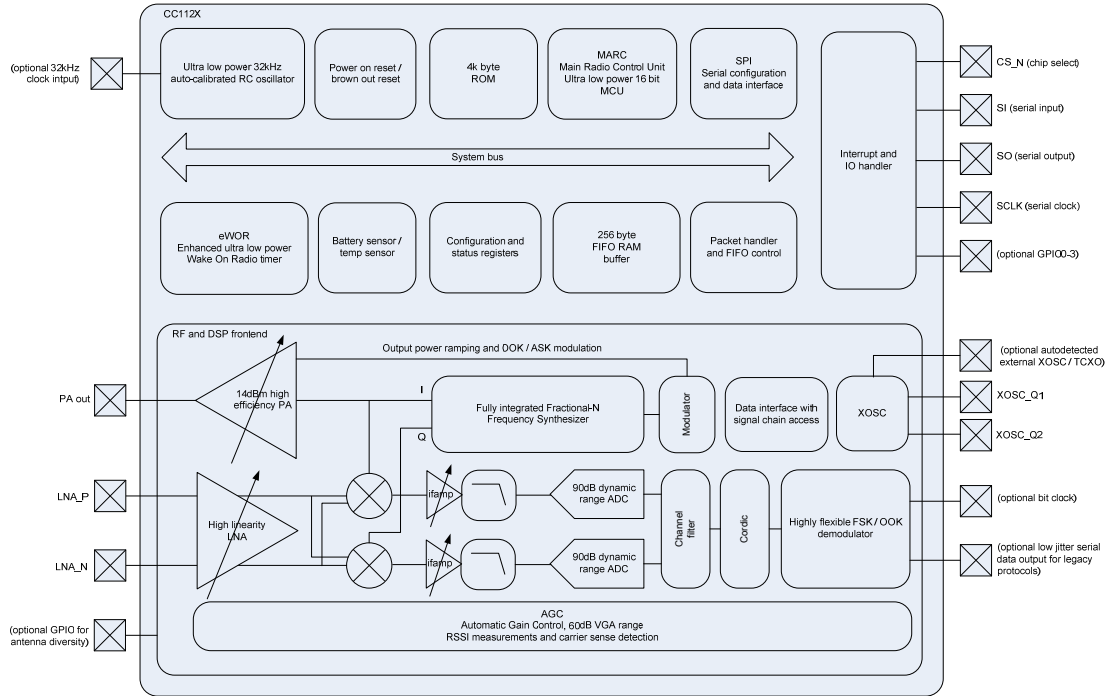 CC112X
(optional 32kHz
clock intput)
Ultra low power 32kHz
auto-calibrated RC oscillator
Power on reset /
brown out reset
4k byte
ROM
MARC
Main Radio Control Unit
Ultra low power 16 bit
MCU
SPI
Serial configuration
and data interface
CS_N (chip select)
SI (serial input)
System bus
Interrupt and
IO handler
SO (serial output)
SCLK (serial clock)
eWOR
Enhanced ultra low power
Wake On Radio timer
Battery sensor /
temp sensor
Configuration and
status registers
256 byte
FIFO RAM
buffer
Packet handler
and FIFO control
(optional GPIO0-3)
RF and DSP frontend
Output power ramping and OOK / ASK modulation
(optional autodetected
external XOSC / TCXO)
PA out
14dBm high
efficiency PA
I
Q
Fully integrated Fractional-N
Frequency Synthesizer
Modulator
Data interface with
signal chain access
XOSC
XOSC_Q1
XOSC_Q2
LNA_P
High linearity
LNA
ifamp
90dB dynamic
range ADC
Channel
filter
Cordic
Highly flexible FSK / OOK
demodulator
(optional bit clock)
LNA_N
ifamp
90dB dynamic
range ADC
(optional low jitter serial
data output for legacy
protocols)
(optional GPIO for
antenna diversity)
AGC
Automatic Gain Control, 60dB VGA range
RSSI measurements and carrier sense detection